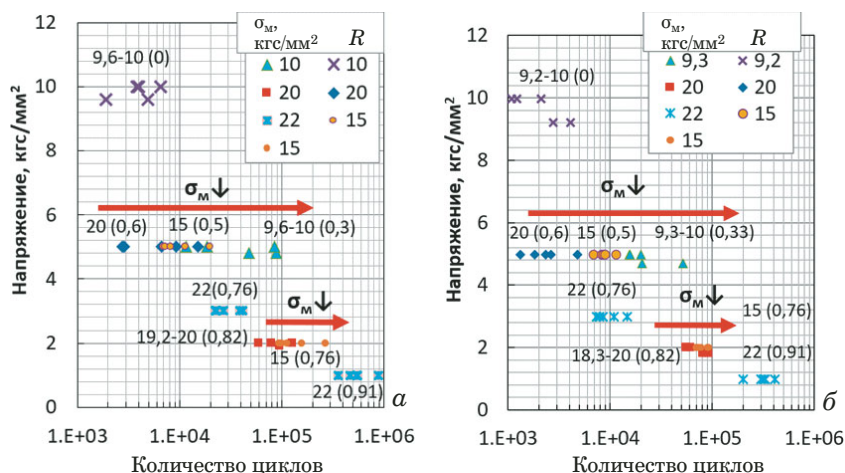 Напряжение, кгс/мм²
12
10
8
6
4
2
0
σм,
кгс/мм² R
10 10
20 20
22 15
15
9,6-10 (0)
σм↓
20 (0,6) 15 (0,5) 9,6-10 (0,3)
22(0,76)
σм↓
19,2-20 (0,82)
15 (0,76)
22 (0,91)
а
1.E+03 1.E+04 1.E+05 1.E+06
Количество циклов
Напряжение, кгс/мм²
12
10
8
6
4
2
0
σм,
кгс/мм² R
9,3 9,2
20 20
22 15
15
9,2-10 (0)
σм↓
20 (0,6) 15 (0,5) 9,3-10 (0,33)
22 (0,76)
σм↓
15 (0,76)
18,3-20 (0,82)
22 (0,91)
б
1.E+03 1.E+04 1.E+05 1.E+06
Количество циклов